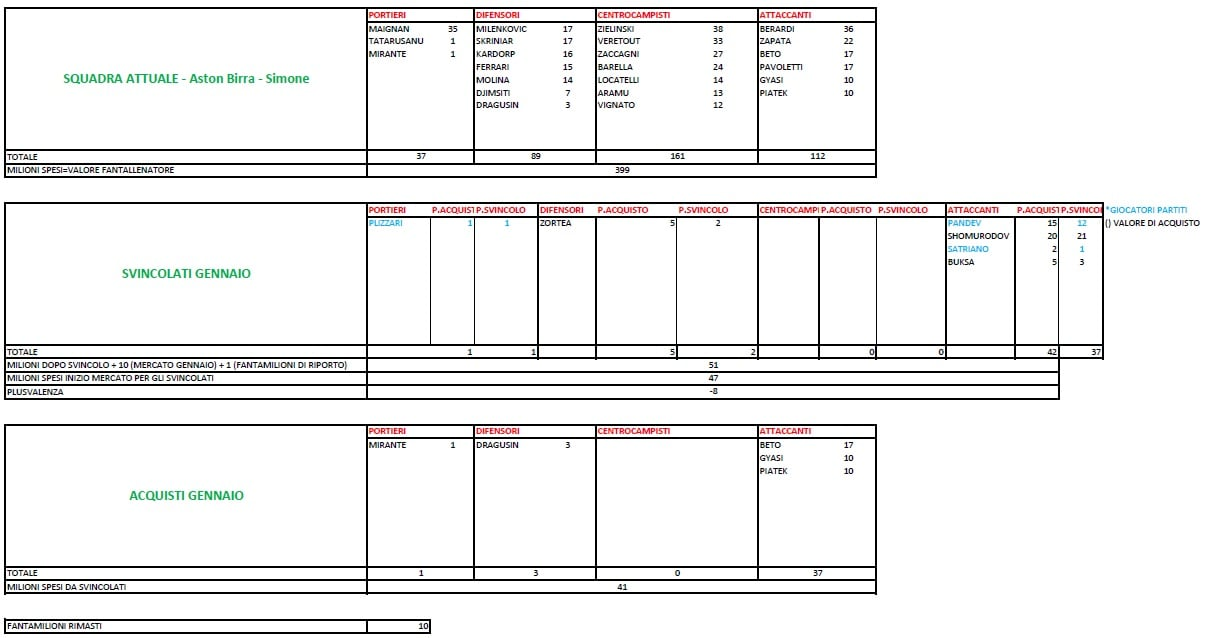 PORTIERI DIFENSORI CENTROCAMPISTI ATTACCANTI
MAIGNAN 35 MILENKOVIC 17 ZIELINSKI 38 BERARDI 36
TATARUSANU 1 SKRINIAR 17 VERETOUT 33 ZAPATA 22
MIRANTE 1 KARDORP 16 ZACCAGNI 27 BETO 17
FERRARI 15 BARELLA 24 PAVOLETTI 17
SQUADRA ATTUALE - Aston Birra - Simone
MOLINA 14 LOCATELLI 14 GYASI 10
DJIMSITI 7 ARAMU 13 PIATEK 10
DRAGUSIN 3 VIGNATO 12
TOTALE 37 89 161 112
MILIONI SPESI=VALORE FANTALLENATORE 399
PORTIERI P.ACQUIST P.SVINCOLO DIFENSORI P.ACQUISTO P.SVINCOLO CENTROCAMPI P.ACQUISTO P.SVINCOLO ATTACCANTI P.ACQUIST P.SVINCOL *GIOCATORI PARTITI
PLIZZARI 1 1 ZORTEA 5 2 PANDEV 15 12 () VALORE DI ACQUISTO
SHOMURODOV 20 21
SATRIANO 2 1
BUKSA 5 3
SVINCOLATI GENNAIO
TOTALE 1 1 5 2 0 0 42 37
MILIONI DOPO SVINCOLO + 10 (MERCATO GENNAIO) + 1 (FANTAMILIONI DI RIPORTO) 51
MILIONI SPESI INIZIO MERCATO PER GLI SVINCOLATI 47
PLUSVALENZA -8
PORTIERI DIFENSORI CENTROCAMPISTI ATTACCANTI
MIRANTE 1 DRAGUSIN 3 BETO 17
GYASI 10
PIATEK 10
ACQUISTI GENNAIO
TOTALE 1 3 0 37
MILIONI SPESI DA SVINCOLATI 41
FANTAMILIONI RIMASTI 10